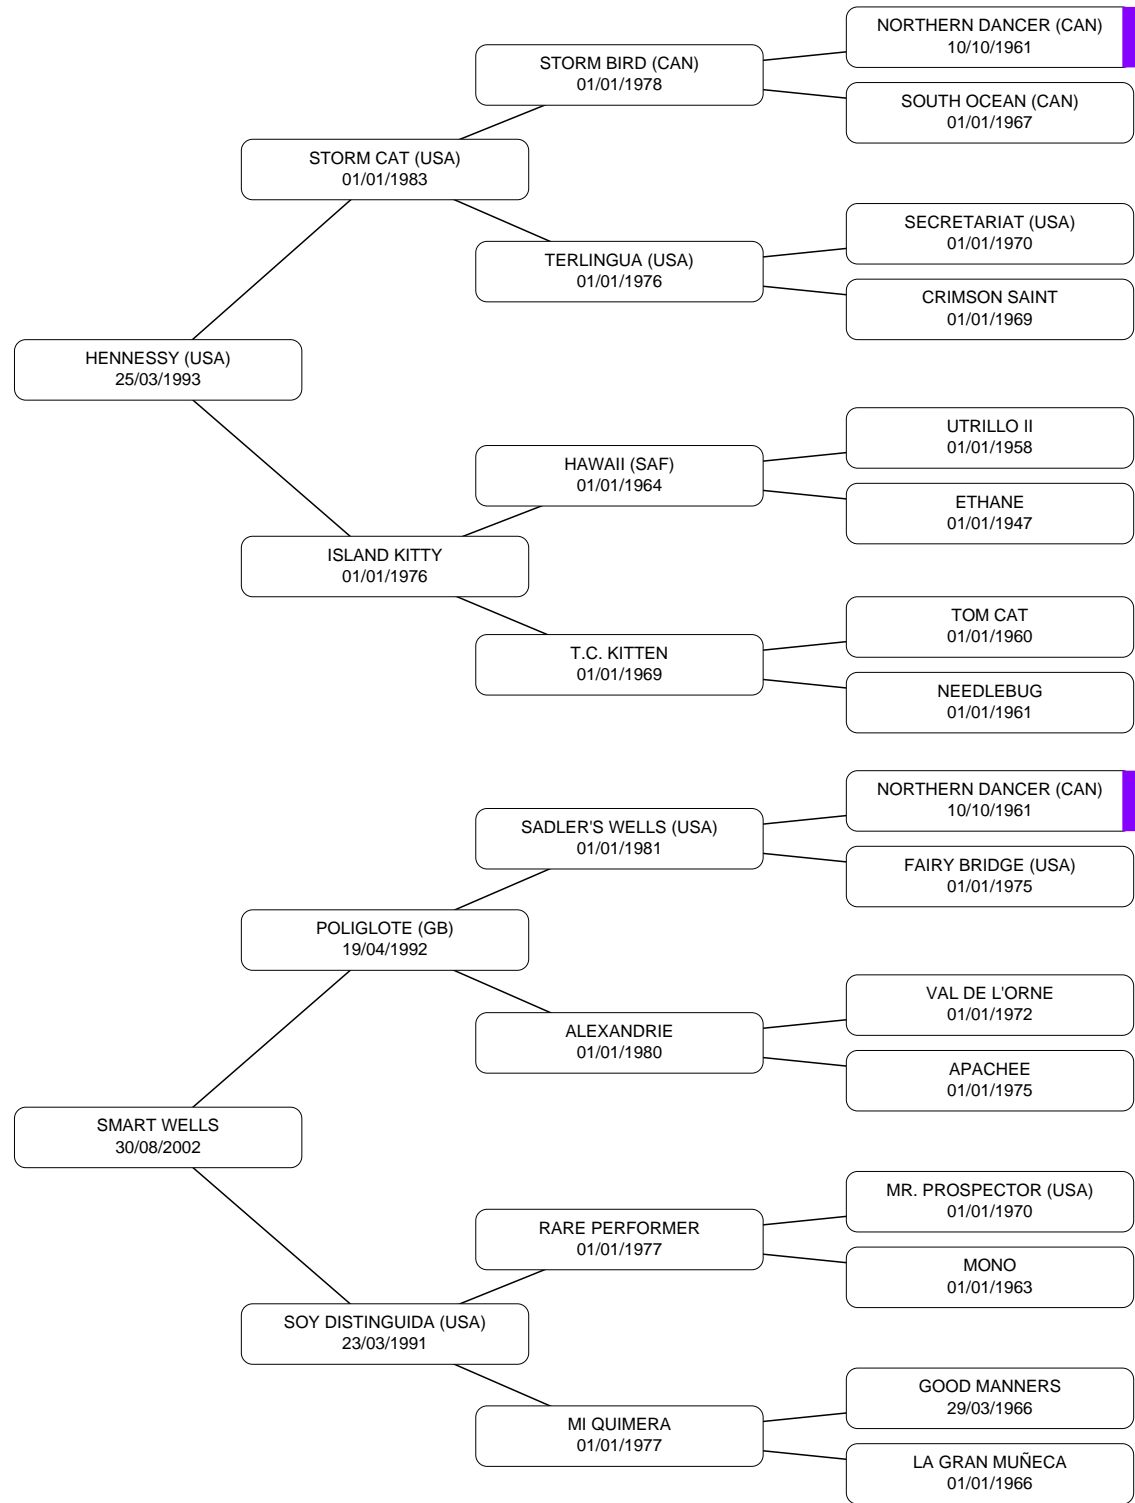 NORTHERN DANCER (CAN)
10/10/1961
STORM BIRD (CAN)
01/01/1978
SOUTH OCEAN (CAN)
01/01/1967
STORM CAT (USA)
01/01/1983
SECRETARIAT (USA)
01/01/1970
TERLINGUA (USA)
01/01/1976
CRIMSON SAINT
01/01/1969
HENNESSY (USA)
25/03/1993
UTRILLO II
01/01/1958
HAWAII (SAF)
01/01/1964
ETHANE
01/01/1947
ISLAND KITTY
01/01/1976
TOM CAT
01/01/1960
T.C. KITTEN
01/01/1969
NEEDLEBUG
01/01/1961
NORTHERN DANCER (CAN)
10/10/1961
SADLER'S WELLS (USA)
01/01/1981
FAIRY BRIDGE (USA)
01/01/1975
POLIGLOTE (GB)
19/04/1992
VAL DE L'ORNE
01/01/1972
ALEXANDRIE
01/01/1980
APACHEE
01/01/1975
SMART WELLS
30/08/2002
MR. PROSPECTOR (USA)
01/01/1970
RARE PERFORMER
01/01/1977
MONO
01/01/1963
SOY DISTINGUIDA (USA)
23/03/1991
GOOD MANNERS
29/03/1966
MI QUIMERA
01/01/1977
LA GRAN MUÑECA
01/01/1966